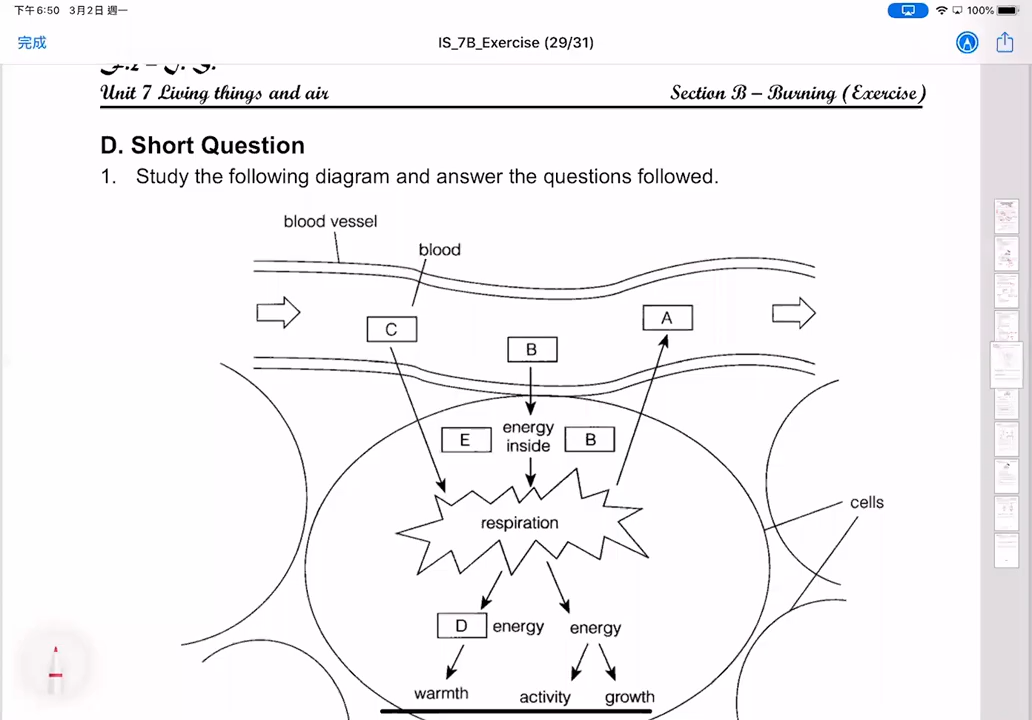 下午6:50 3月2日 週一
100%
完成
IS_7B_Exercise (29/31)
Unit 7 Living things and air
Section B – Burning (Exercise)
D. Short Question
1. Study the following diagram and answer the questions followed.
blood vessel
blood
A
C
B
E energy inside B
respiration
cells
D energy
energy
warmth
activity
growth